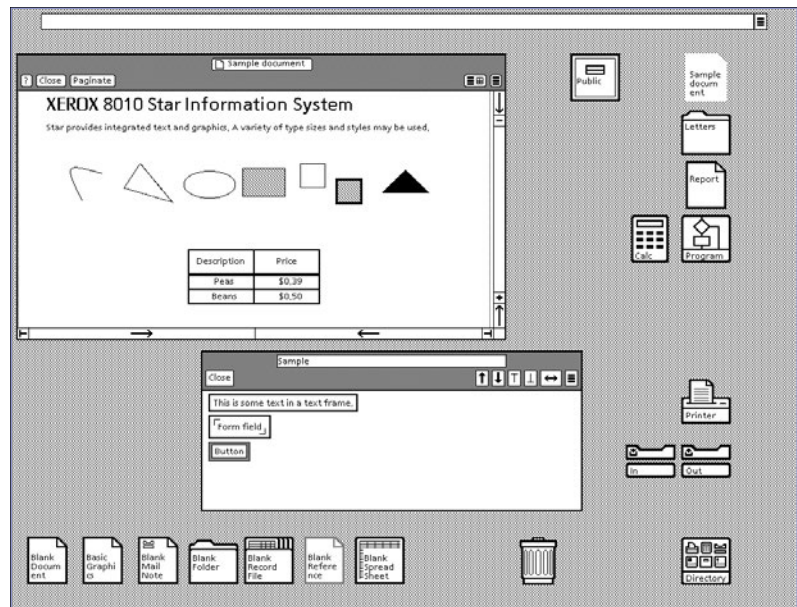 Sample document
? Close Paginate
XEROX 8010 Star Information System
Star provides integrated text and graphics, A variety of type sizes and styles may be used,
Description Price
Peas $0,39
Beans $0,50
Public
Sample
docum
ent
Letters
Report
Calc
Program
Sample
Close
This is some text in a text frame,
Form field
Button
Printer
In
Out
Blank
Docum
ent
Basic
Graphi
cs
Blank
Mail
Note
Blank
Folder
Blank
Record
File
Blank
Refere
nce
Blank
Spread
Sheet
Directory